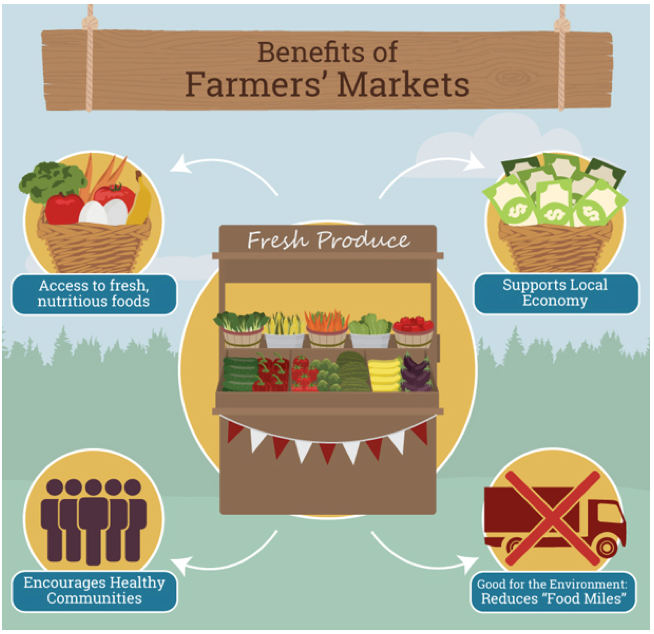 Benefits of
Farmers’ Markets
Fresh Produce
Access to fresh,
nutritious foods
Supports Local
Economy
Encourages Healthy
Communities
Good for the Environment:
Reduces “Food Miles”